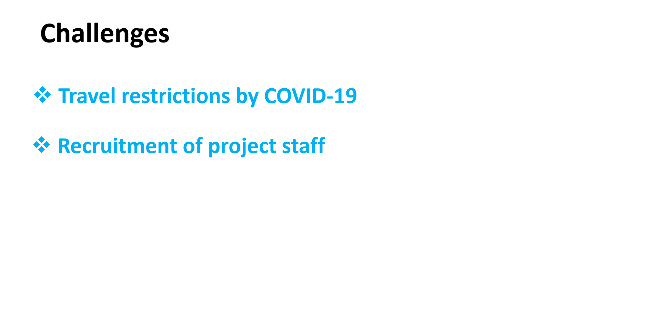 Challenges
❖ Travel restrictions by COVID-19
❖ Recruitment of project staff